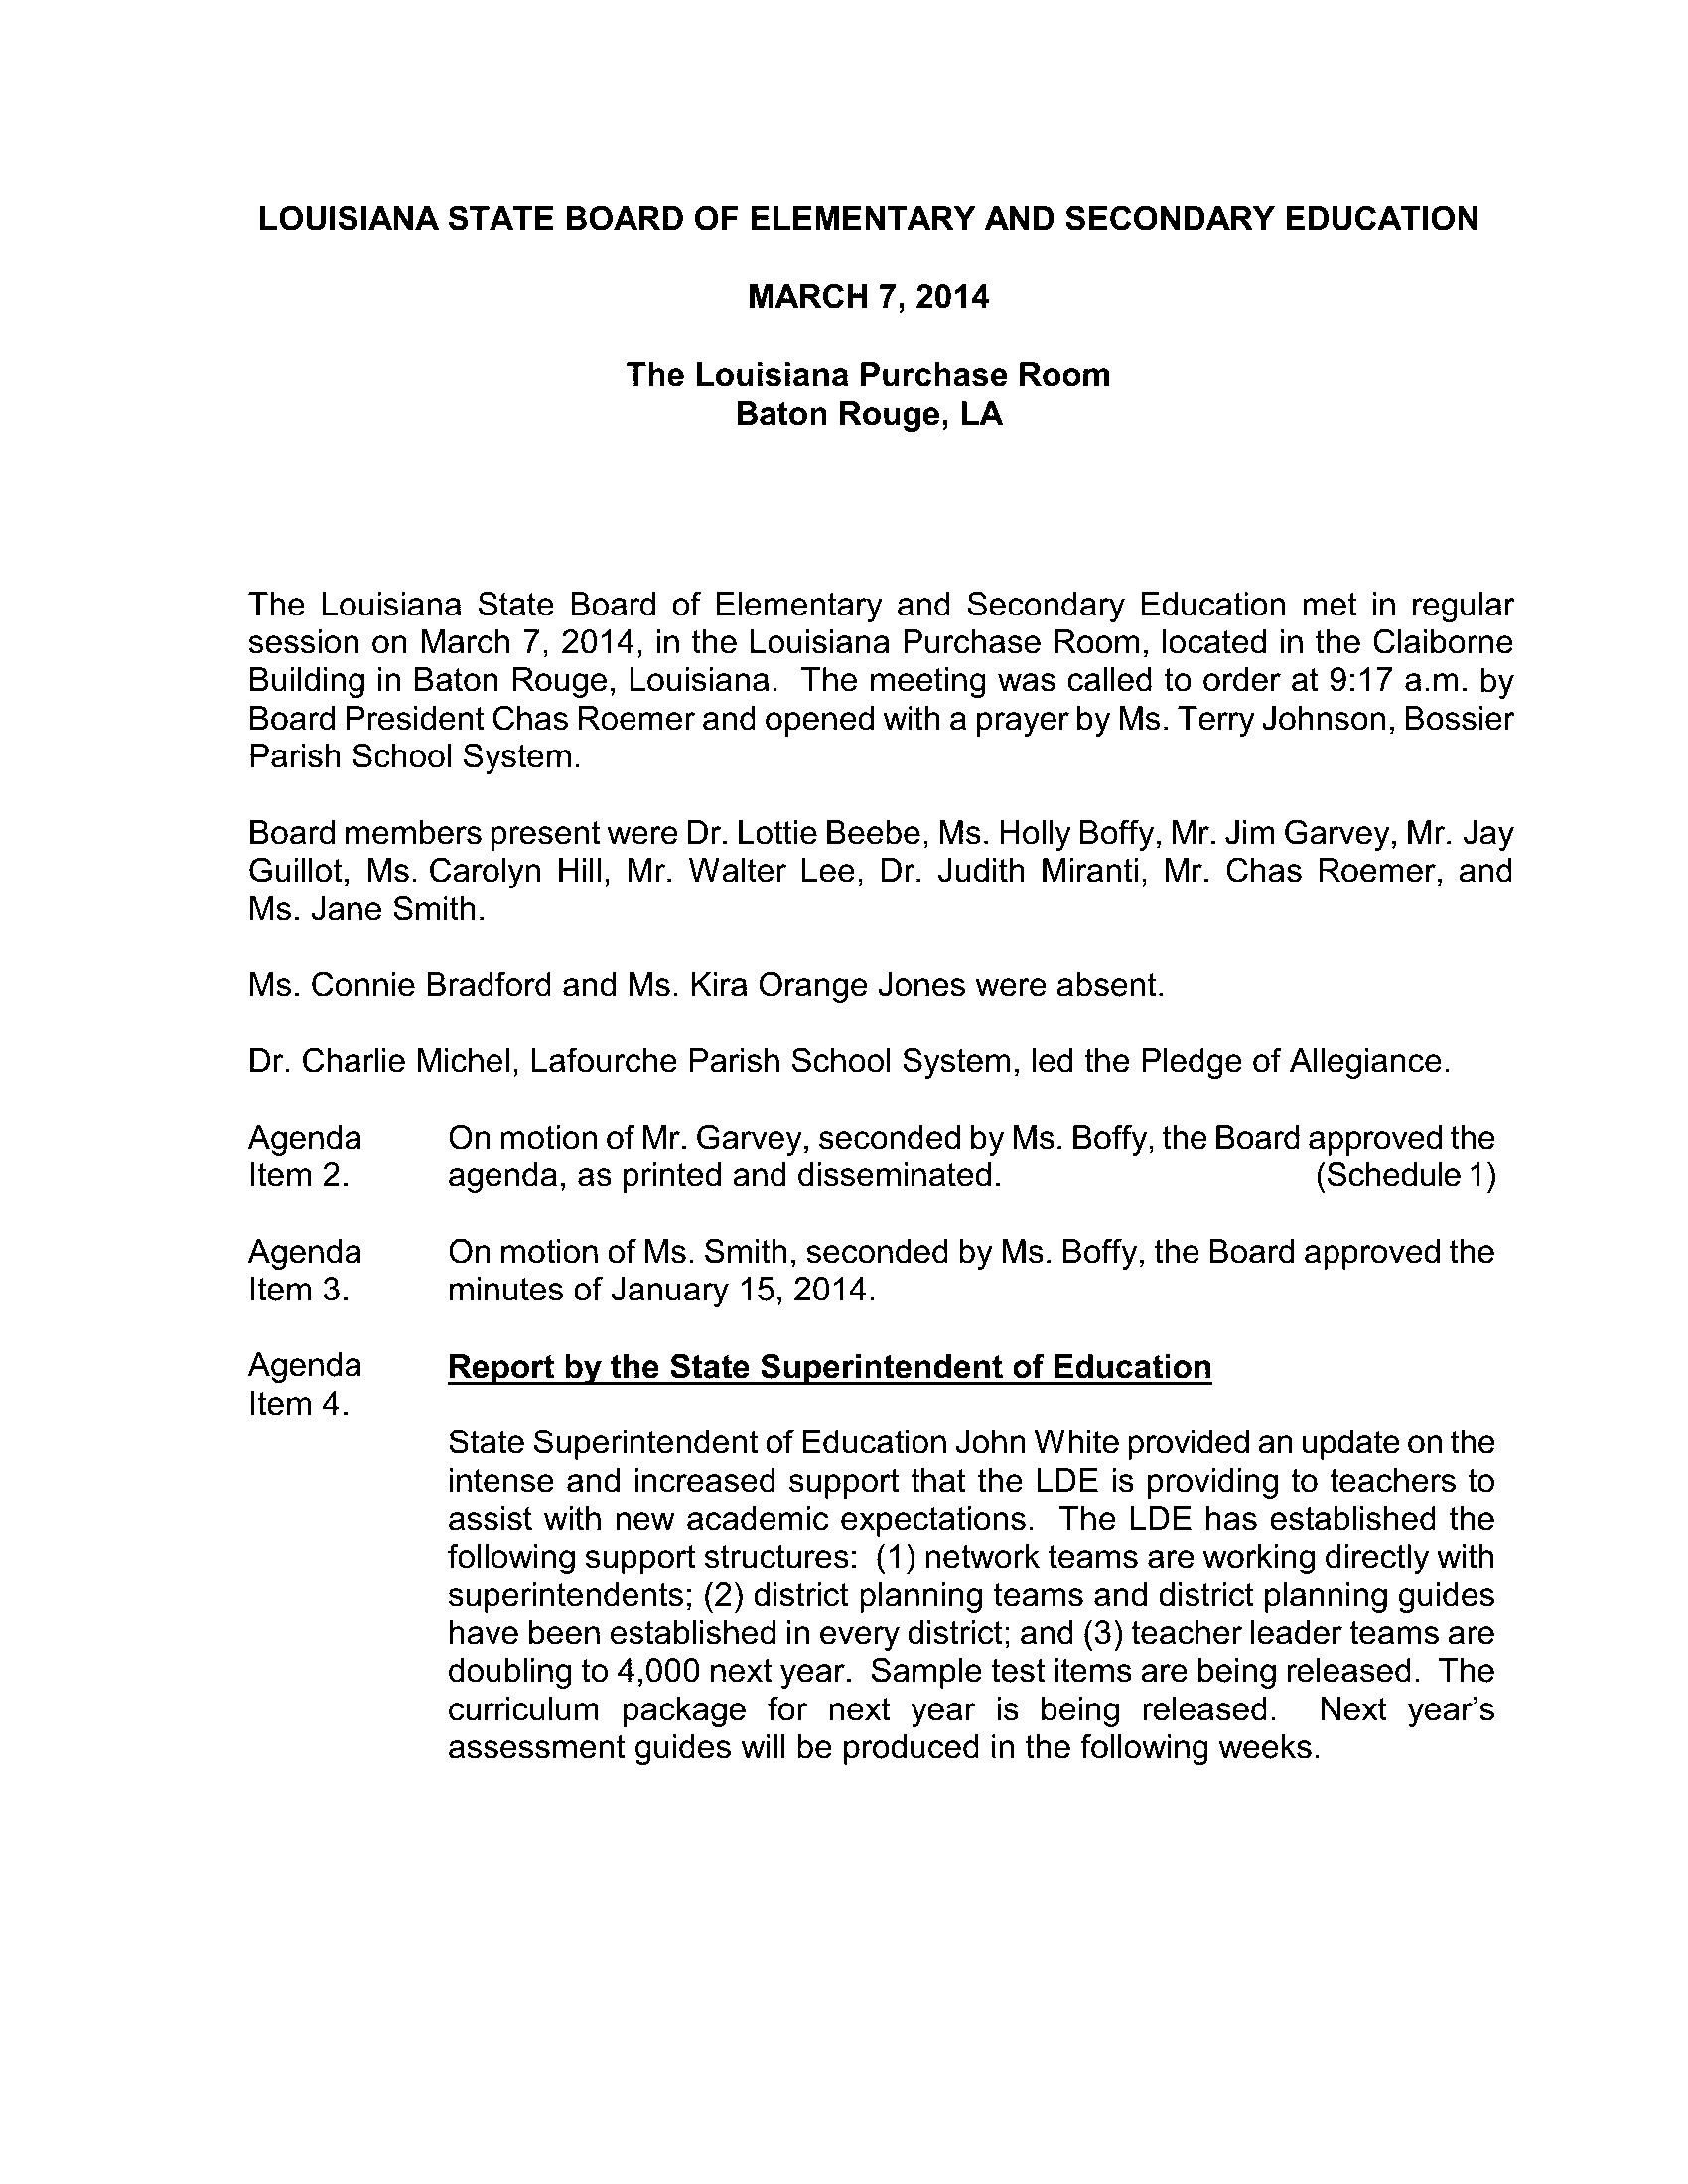 LOUISIANA STATE BOARD OF ELEMENTARY AND SECONDARY EDUCATION
MARCH 7, 2014
The Louisiana Purchase Room
Baton Rouge, LA
The Louisiana State Board of Elementary and Secondary Education met in regular
session on March 7, 2014, in the Louisiana Purchase Room, located in the Claiborne
Building in Baton Rouge, Louisiana. The meeting was called to order at 9:17 a.m. by
Board President Chas Roemer and opened with a prayer by Ms. Terry Johnson, Bossier
Parish School System.
Board members present were Dr. Lottie Beebe, Ms. Holly Boffy, Mr. Jim Garvey, Mr. Jay
Guillot, Ms. Carolyn Hill, Mr. Walter Lee, Dr. Judith Miranti, Mr. Chas Roemer, and
Ms. Jane Smith.
Ms. Connie Bradford and Ms. Kira Orange Jones were absent.
Dr. Charlie Michel, Lafourche Parish School System, led the Pledge of Allegiance.
Agenda On motion of Mr. Garvey, seconded by Ms. Boffy, the Board approved the
Item 2. agenda, as printed and disseminated. (Schedule 1)
Agenda On motion of Ms. Smith, seconded by Ms. Boffy, the Board approved the
Item 3. minutes of January 15, 2014.
Agenda Report by the State Superintendent of Education
Item 4.
State Superintendent of Education John White provided an update on the
intense and increased support that the LDE is providing to teachers to
assist with new academic expectations. The LDE has established the
following support structures: (1) network teams are working directly with
superintendents; (2) district planning teams and district planning guides
have been established in every district; and (3) teacher leader teams are
doubling to 4,000 next year. Sample test items are being released. The
curriculum package for next year is being released. Next year's
assessment guides will be produced in the following weeks.